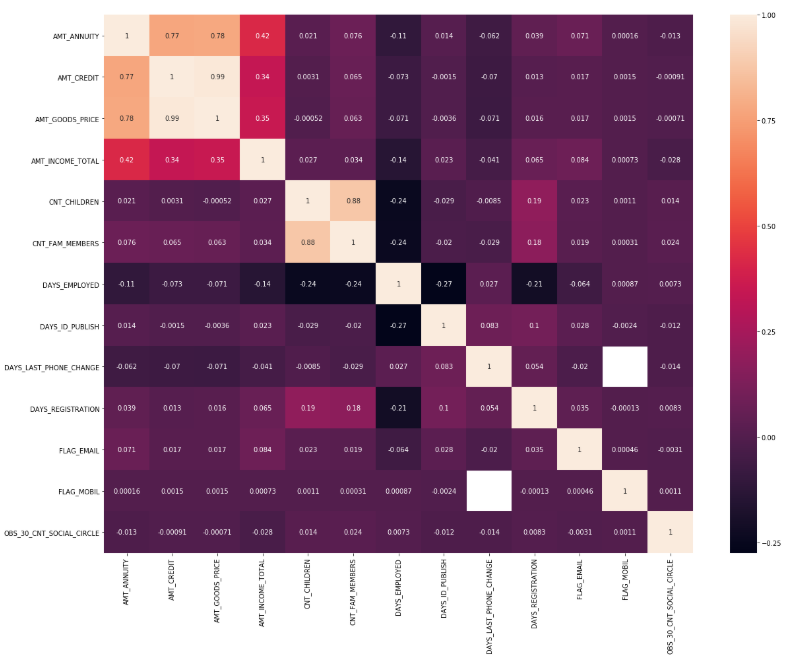 AMT_ANNUITY 1 0.77 0.78 0.42 0.021 0.076 -0.11 0.014 -0.062 0.039 0.071 0.00016 -0.013
AMT_CREDIT 0.77 1 0.99 0.34 0.0031 0.065 -0.073 -0.0015 -0.07 0.013 0.017 0.0015 -0.00091
AMT_GOODS_PRICE 0.78 0.99 1 0.35 -0.00052 0.063 -0.071 -0.0036 -0.071 0.016 0.017 0.0015 -0.00071
AMT_INCOME_TOTAL 0.42 0.34 0.35 1 0.027 0.034 -0.14 0.023 -0.041 0.065 0.084 0.00073 -0.028
CNT_CHILDREN 0.021 0.0031 -0.00052 0.027 1 0.88 -0.24 -0.029 -0.0085 0.19 0.023 0.0011 0.014
CNT_FAM_MEMBERS 0.076 0.065 0.063 0.034 0.88 1 -0.24 -0.02 -0.029 0.18 0.019 0.00031 0.024
DAYS_EMPLOYED -0.11 -0.073 -0.071 -0.14 -0.24 -0.24 1 -0.27 0.027 -0.21 -0.064 0.00087 0.0073
DAYS_ID_PUBLISH 0.014 -0.0015 -0.0036 0.023 -0.029 -0.02 -0.27 1 0.083 0.1 0.028 -0.0024 -0.012
DAYS_LAST_PHONE_CHANGE -0.062 -0.07 -0.071 -0.041 -0.0085 -0.029 0.027 0.083 1 0.054 -0.02 -0.014
DAYS_REGISTRATION 0.039 0.013 0.016 0.065 0.19 0.18 -0.21 0.1 0.054 1 0.035 -0.00013 0.0083
FLAG_EMAIL 0.071 0.017 0.017 0.084 0.023 0.019 -0.064 0.028 -0.02 0.035 1 0.00046 -0.0031
FLAG_MOBIL 0.00016 0.0015 0.0015 0.00073 0.0011 0.00031 0.00087 -0.0024 -0.00013 0.00046 1 0.0011
OBS_30_CNT_SOCIAL_CIRCLE -0.013 -0.00091 -0.00071 -0.028 0.014 0.024 0.0073 -0.012 -0.014 0.0083 -0.0031 0.0011 1
AMT_ANNUITY
AMT_CREDIT
AMT_GOODS_PRICE
AMT_INCOME_TOTAL
CNT_CHILDREN
CNT_FAM_MEMBERS
DAYS_EMPLOYED
DAYS_ID_PUBLISH
DAYS_LAST_PHONE_CHANGE
DAYS_REGISTRATION
FLAG_EMAIL
FLAG_MOBIL
OBS_30_CNT_SOCIAL_CIRCLE
1.00
0.75
0.50
0.25
0.00
-0.25